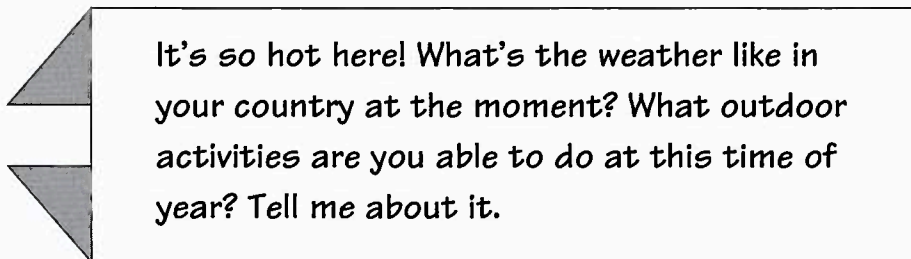 It's so hot here! What's the weather like in
your country at the moment? What outdoor
activities are you able to do at this time of
year? Tell me about it.